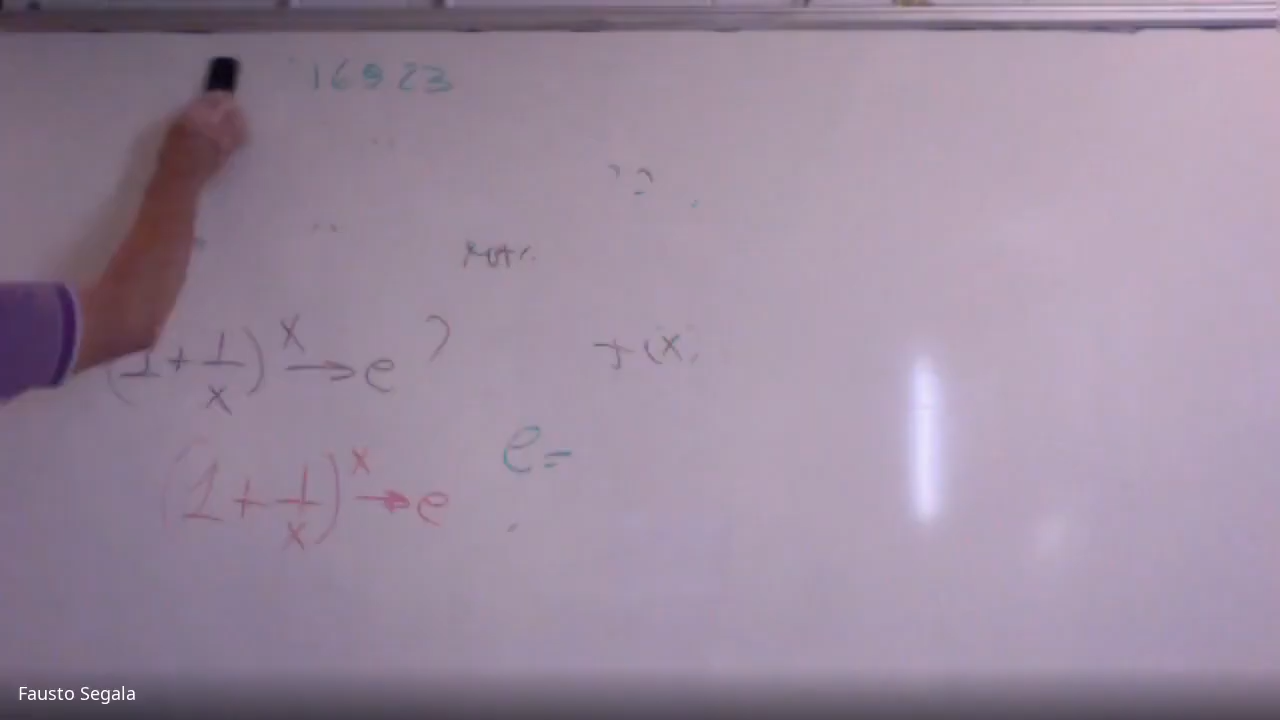 16923
(1+1/x)^x → e ?
f(x)
e=
(1+1/x)^x → e
Fausto Segala